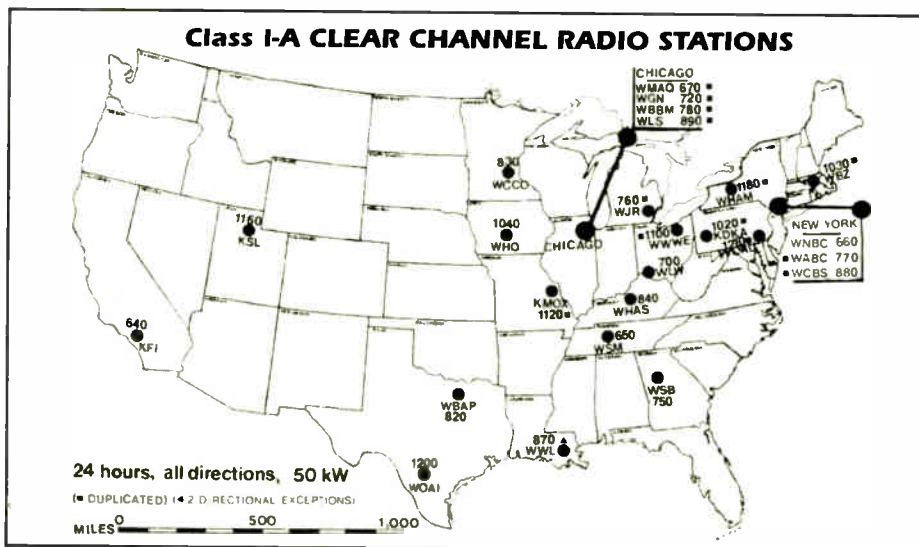 Class I-A CLEAR CHANNEL RADIO STATIONS
CHICAGO
WMAQ 670 ■
WGN 720 ■
WBBM 780 ■
WLS 890 ■
830
WCCO
1030 ■
WBZ
1180 ■
WHAM
760 ■
WJR
1160
KSL
1040
WHO
CHICAGO
■ 1100
WWWE
1020 ■
KDKA
NEW YORK
WNBC 660
■ WABC 770
■ WCBS 880
700
WLW
KMOX
1120 ■
840
WHAS
640
KFI
650
WSM
WSB
750
WBAP
820
870
WWL
1200
WOAI
24 hours, all directions, 50 kW
(■ DUPLICATED) (◄ 2 DIRECTIONAL EXCEPTIONS)
MILES 0 500 1,000